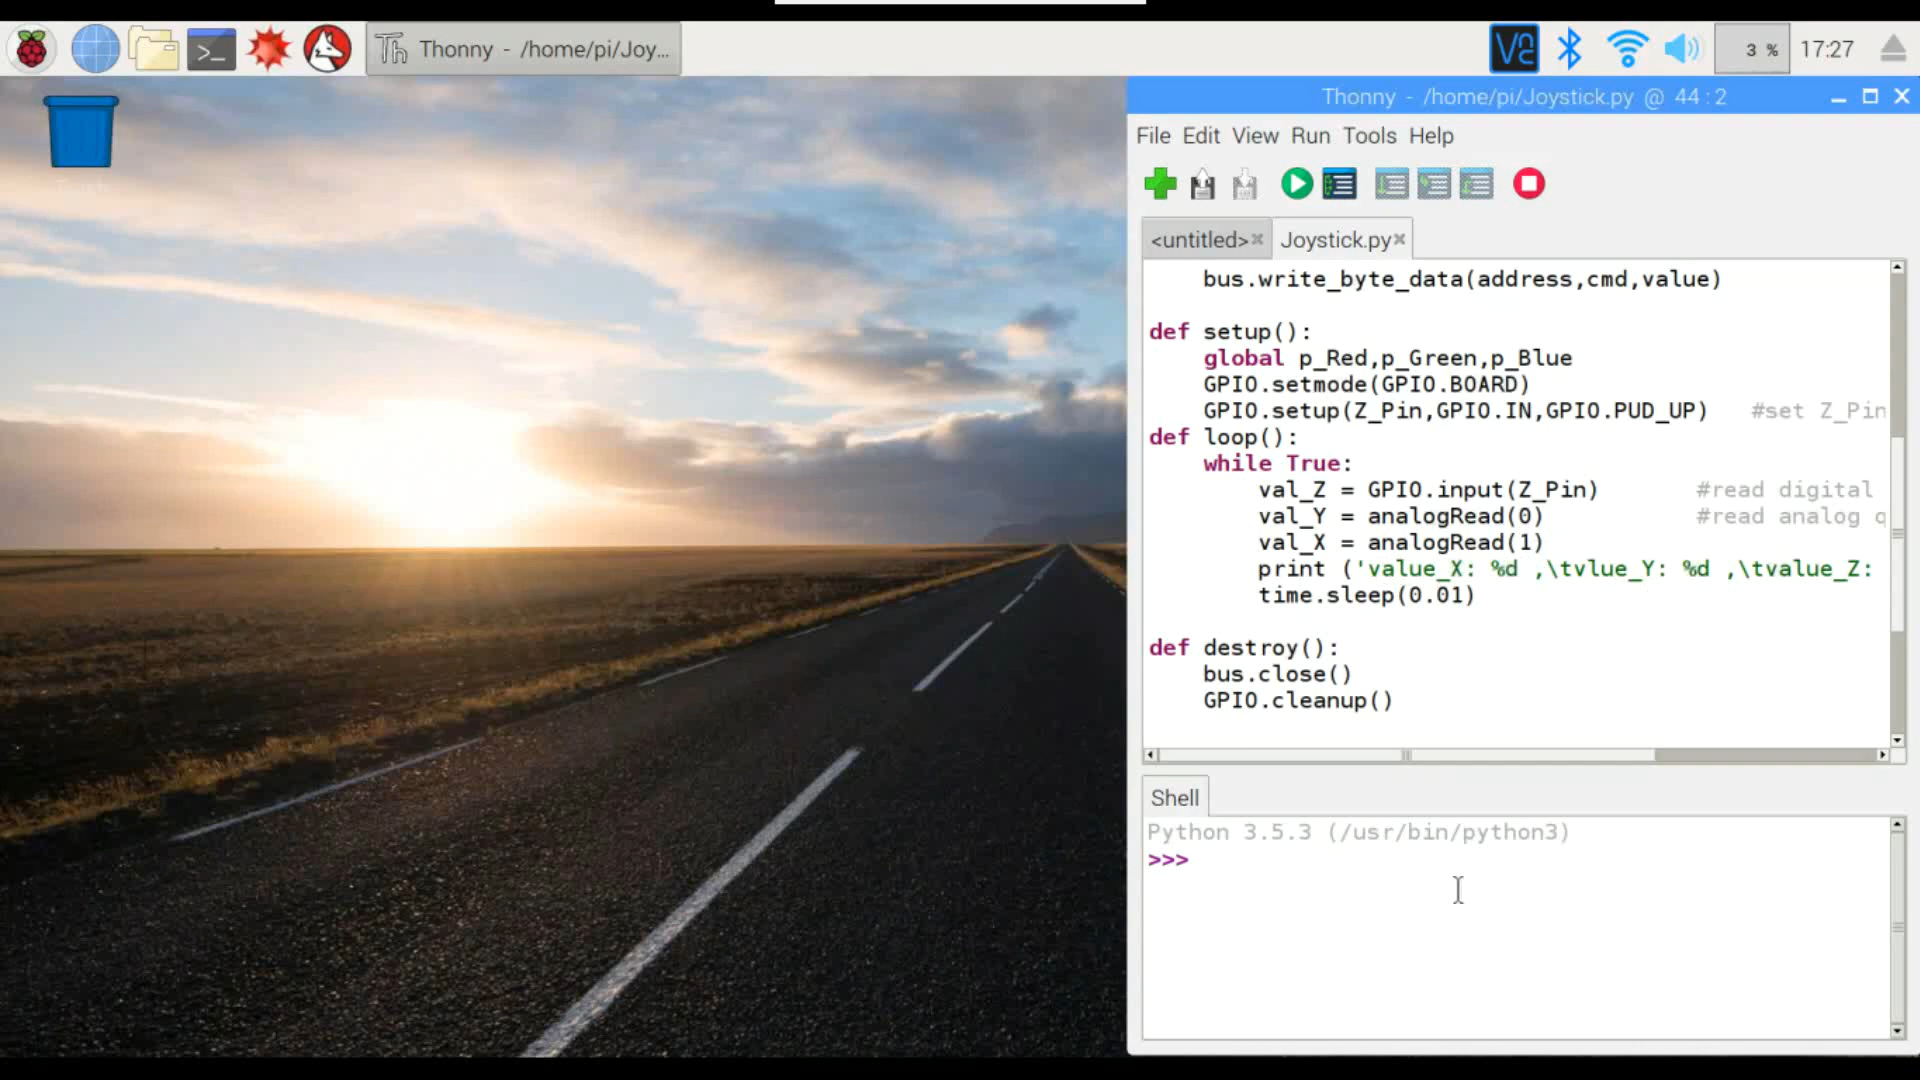 Thonny - /home/pi/Joy...
3 %
17:27
Thonny - /home/pi/Joystick.py @ 44 : 2
File Edit View Run Tools Help
<untitled>
Joystick.py
bus.write_byte_data(address,cmd,value)
def setup():
global p_Red,p_Green,p_Blue
GPIO.setmode(GPIO.BOARD)
GPIO.setup(Z_Pin,GPIO.IN,GPIO.PUD_UP) #set Z_Pin
def loop():
while True:
val_Z = GPIO.input(Z_Pin) #read digital
val_Y = analogRead(0) #read analog q
val_X = analogRead(1)
print ('value_X: %d ,\tvlue_Y: %d ,\tvalue_Z:
time.sleep(0.01)
def destroy():
bus.close()
GPIO.cleanup()
Shell
Python 3.5.3 (/usr/bin/python3)
>>>